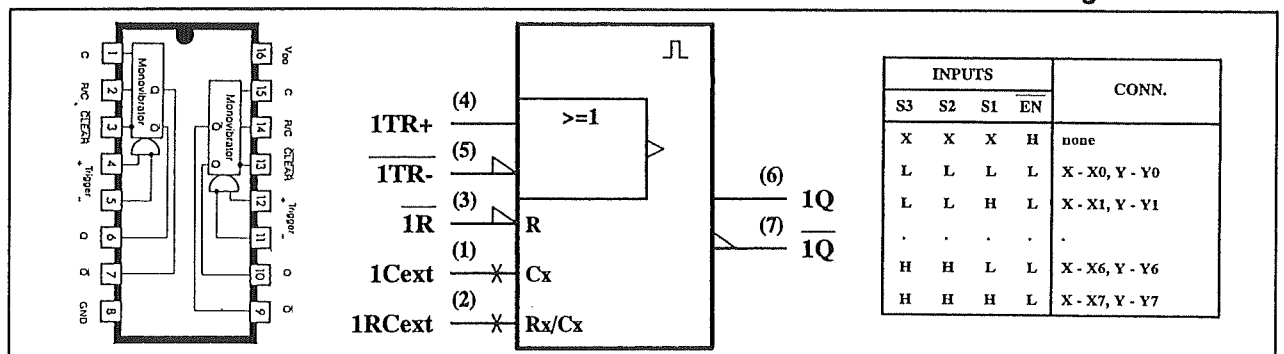 1 C
2 R/C
3 CLEAR
4 + Trigger
5 -
6 Q
7 Q
8 GND
16 VDD
15 C
14 R/C
13 CLEAR
12 + Trigger
11 -
10 Q
9 Q
Monovibrator
Q
Q
Monovibrator
Q
Q
(4)
1TR+
(5)
1TR-
(3)
1R
(1)
1Cext
(2)
1RCext
>=1
R
Cx
Rx/Cx
(6)
1Q
(7)
1Q
INPUTS CONN.
S3 S2 S1 EN
X X X H none
L L L L X - X0, Y - Y0
L L H L X - X1, Y - Y1
. . . . .
H H L L X - X6, Y - Y6
H H H L X - X7, Y - Y7